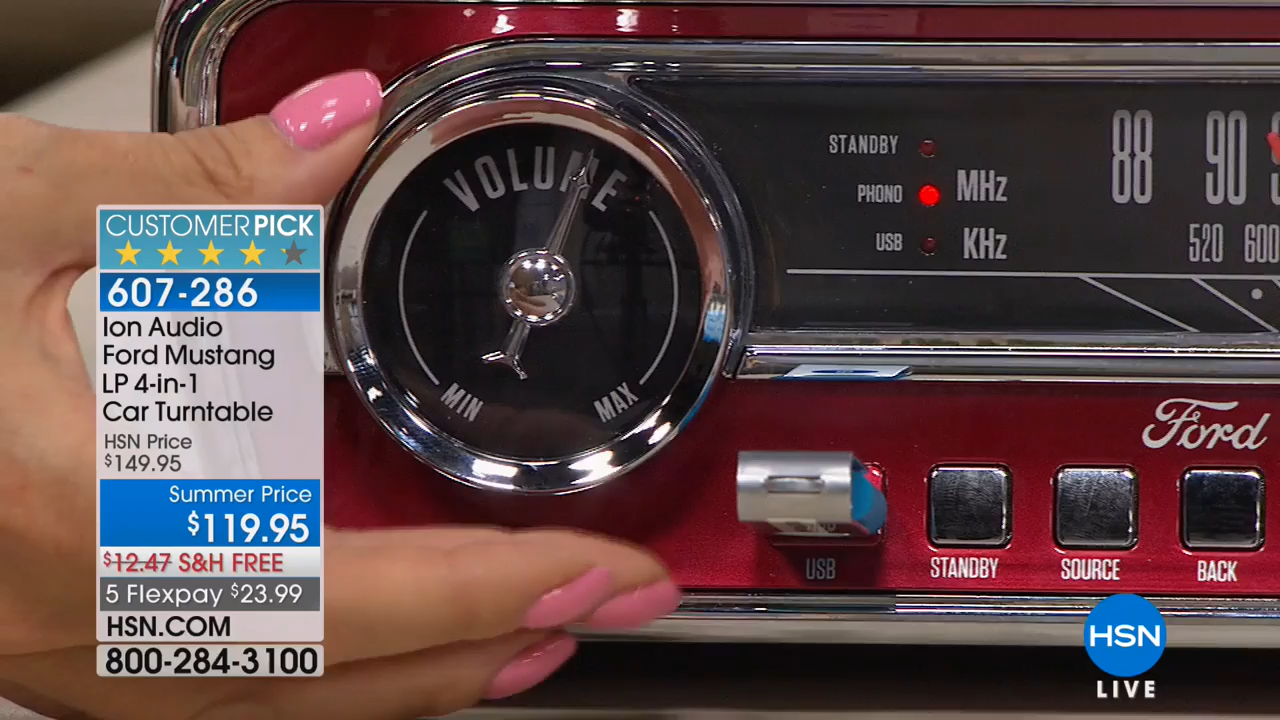 CUSTOMERPICK
607-286
Ion Audio
Ford Mustang
LP 4-in-1
Car Turntable
HSN Price
$149.95
Summer Price
$119.95
$12.47 S&H FREE
5 Flexpay $23.99
HSN.COM
800-284-3100
VOLUME
MIN MAX
STANDBY
PHONO MHz
USB KHz
88 90
520 600
Ford
USB STANDBY SOURCE BACK
HSN
LIVE